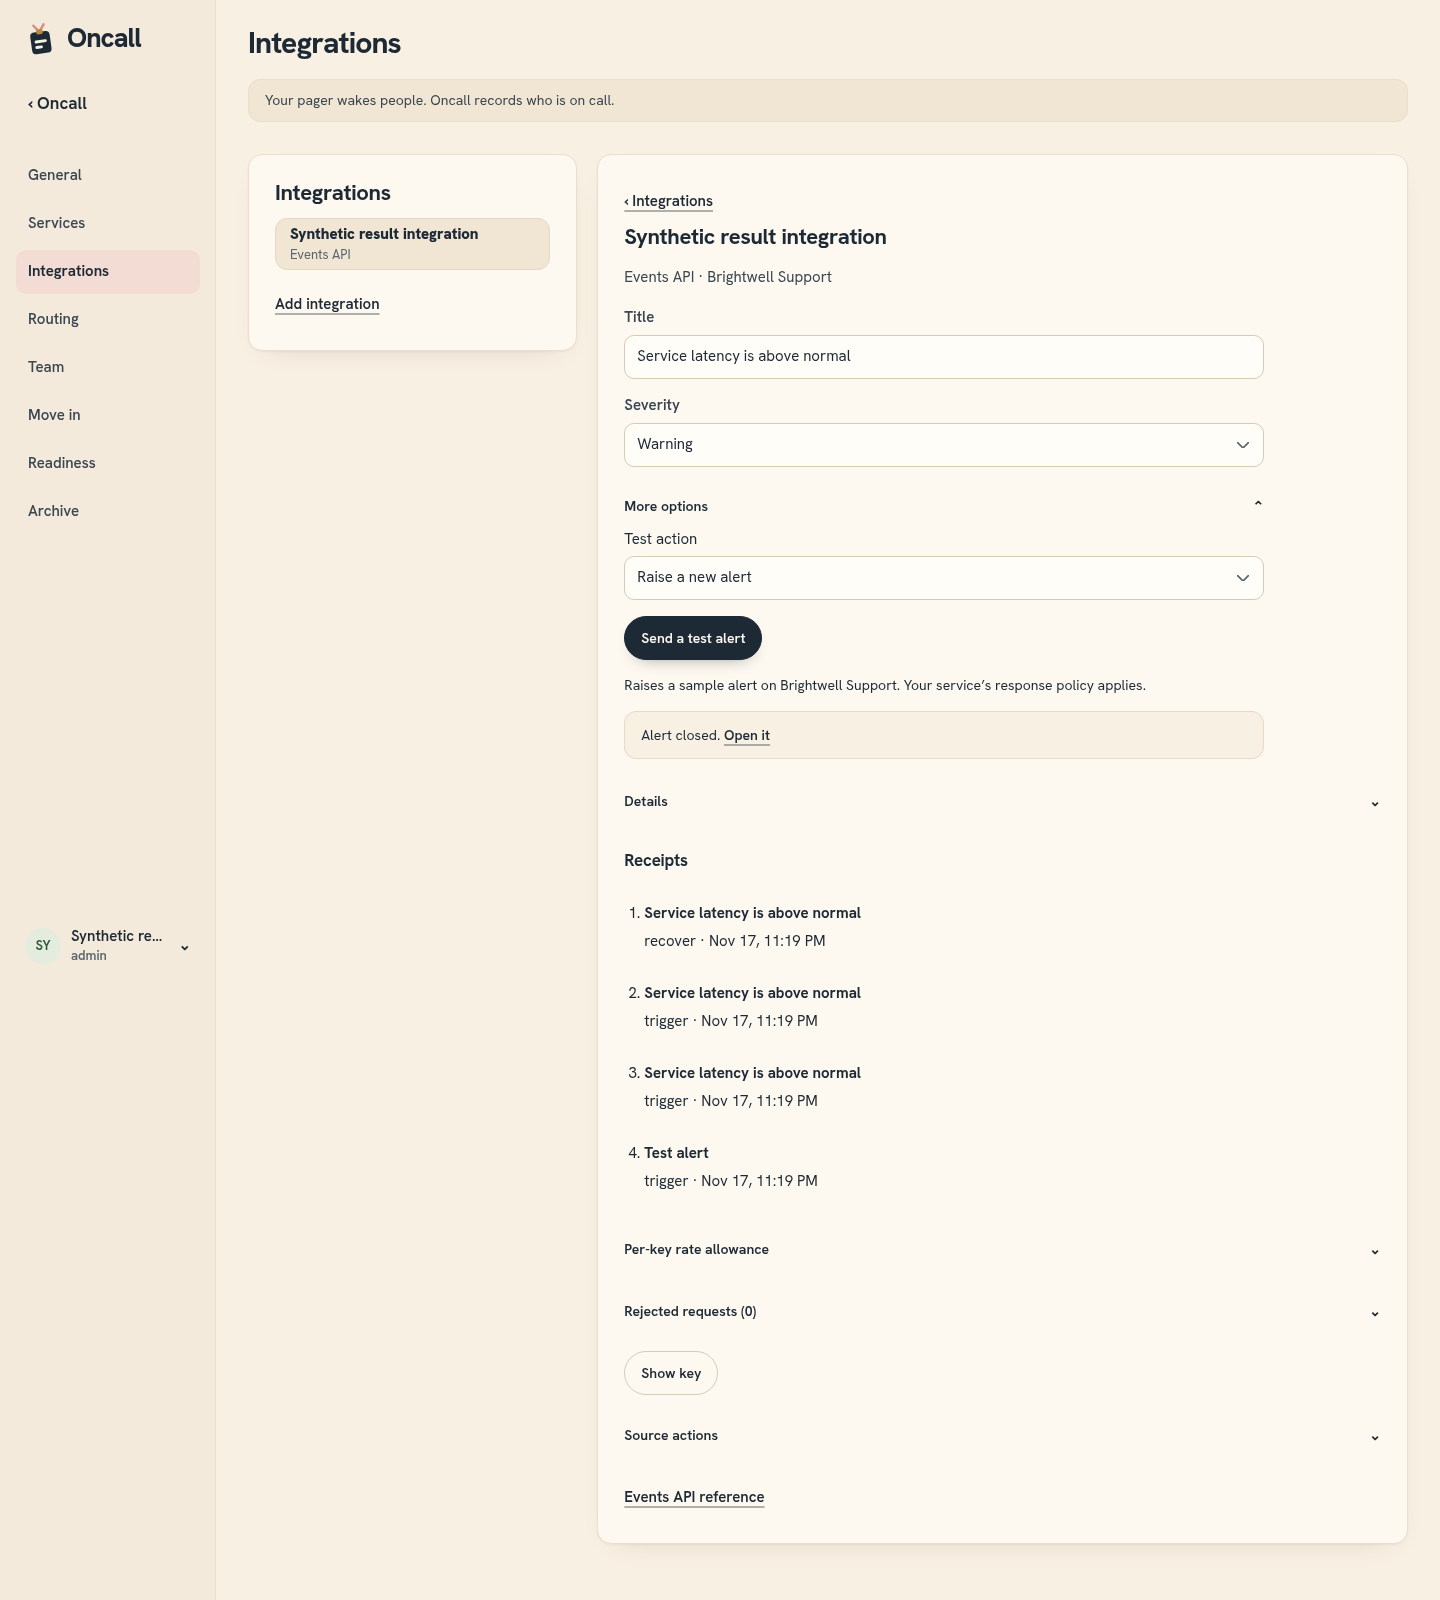 Oncall
‹ Oncall
General
Services
Integrations
Routing
Team
Move in
Readiness
Archive
SY
Synthetic re...
admin
Integrations
Your pager wakes people. Oncall records who is on call.
Integrations
Synthetic result integration
Events API
Add integration
‹ Integrations
Synthetic result integration
Events API · Brightwell Support
Title
Service latency is above normal
Severity
Warning
More options
Test action
Raise a new alert
Send a test alert
Raises a sample alert on Brightwell Support. Your service’s response policy applies.
Alert closed. Open it
Details
Receipts
1. Service latency is above normal
recover · Nov 17, 11:19 PM
2. Service latency is above normal
trigger · Nov 17, 11:19 PM
3. Service latency is above normal
trigger · Nov 17, 11:19 PM
4. Test alert
trigger · Nov 17, 11:19 PM
Per-key rate allowance
Rejected requests (0)
Show key
Source actions
Events API reference